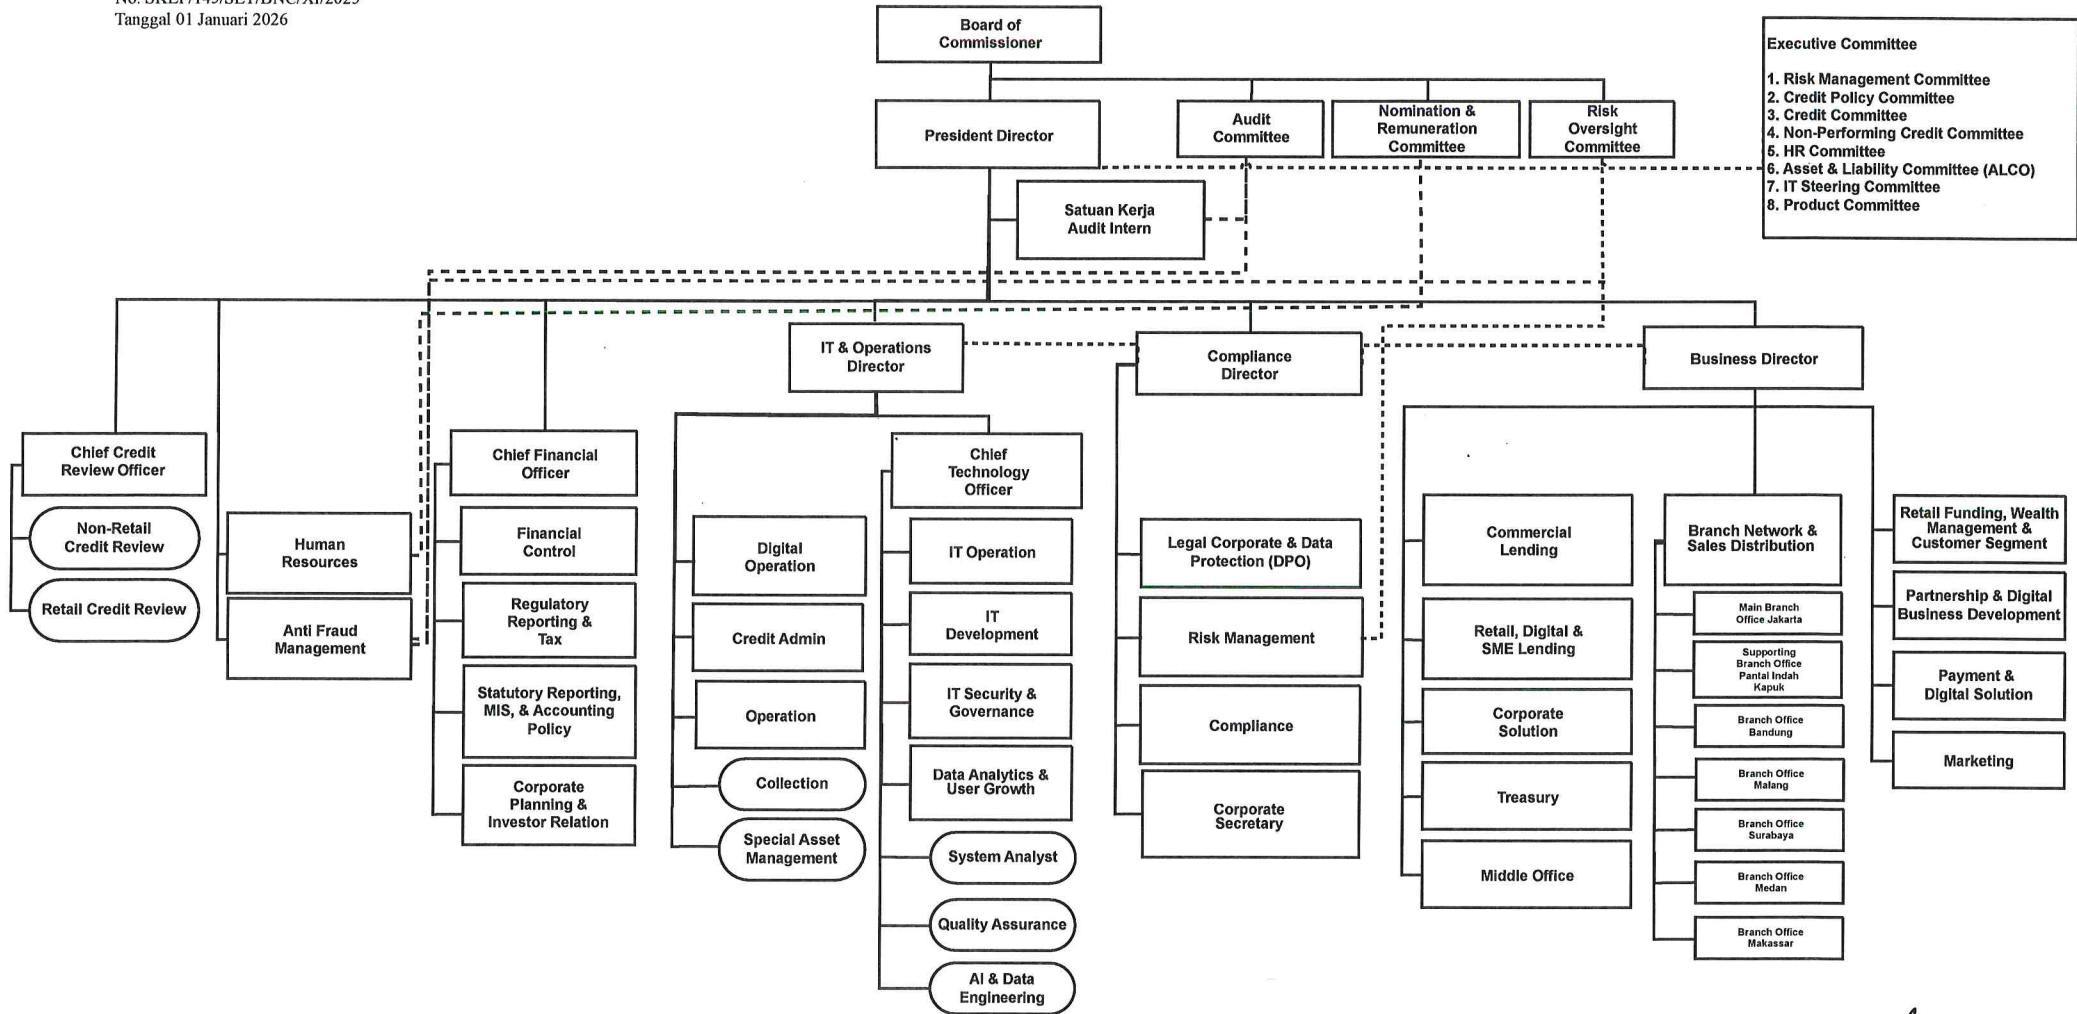 Tanggal 01 Januari 2026
Board of
Commissioner
Executive Committee
1. Risk Management Committee
2. Credit Policy Committee
3. Credit Committee
4. Non-Performing Credit Committee
5. HR Committee
6. Asset & Liability Committee (ALCO)
7. IT Steering Committee
8. Product Committee
President Director
Audit
Committee
Nomination &
Remuneration
Committee
Risk
Oversight
Committee
Satuan Kerja
Audit Intern
IT & Operations
Director
Compliance
Director
Business Director
Chief Credit
Review Officer
Non-Retail
Credit Review
Retail Credit Review
Human
Resources
Anti Fraud
Management
Chief Financial
Officer
Financial
Control
Regulatory
Reporting &
Tax
Statutory Reporting,
MIS, & Accounting
Policy
Corporate
Planning &
Investor Relation
Digital
Operation
Credit Admin
Operation
Collection
Special Asset
Management
Chief
Technology
Officer
IT Operation
IT
Development
IT Security &
Governance
Data Analytics &
User Growth
System Analyst
Quality Assurance
AI & Data
Engineering
Legal Corporate & Data
Protection (DPO)
Risk Management
Compliance
Corporate
Secretary
Commercial
Lending
Retail, Digital &
SME Lending
Corporate
Solution
Treasury
Middle Office
Branch Network &
Sales Distribution
Main Branch
Office Jakarta
Supporting
Branch Office
Pantai Indah
Kapuk
Branch Office
Bandung
Branch Office
Malang
Branch Office
Surabaya
Branch Office
Medan
Branch Office
Makassar
Retail Funding, Wealth
Management &
Customer Segment
Partnership & Digital
Business Development
Payment &
Digital Solution
Marketing